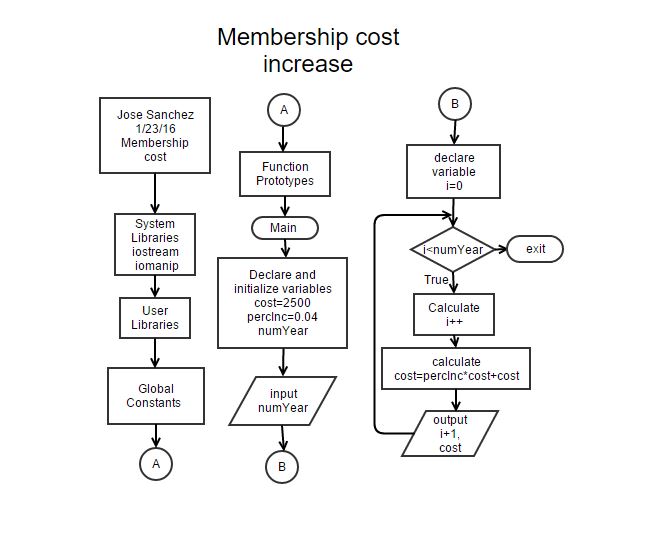 Membership cost
increase
Jose Sanchez
1/23/16
Membership
cost
System
Libraries
iostream
iomanip
User
Libraries
Global
Constants
A
A
Function
Prototypes
Main
Declare and
initialize variables
cost=2500
percInc=0.04
numYear
input
numYear
B
B
declare
variable
i=0
i<numYear
exit
True
Calculate
i++
calculate
cost=percInc*cost+cost
output
i+1,
cost